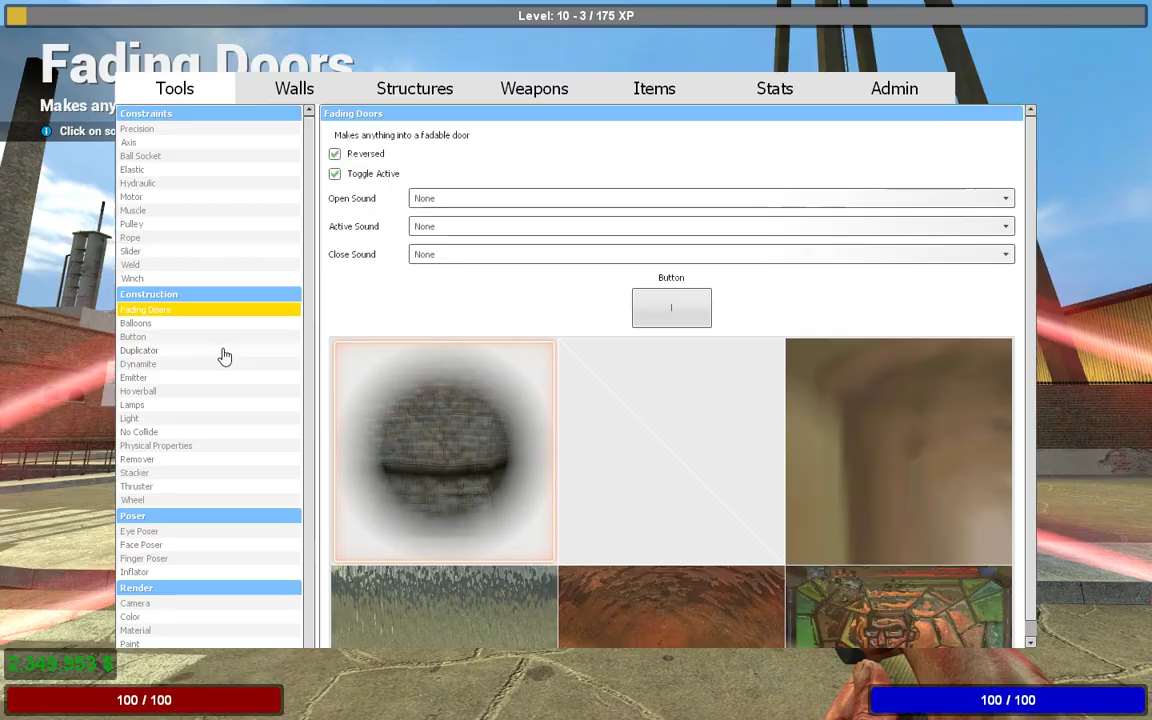 Level: 10 - 3 / 175 XP
Fading Doors
Makes any
Click on so
Tools
Walls
Structures
Weapons
Items
Stats
Admin
Constraints
Precision
Axis
Ball Socket
Elastic
Hydraulic
Motor
Muscle
Pulley
Rope
Slider
Weld
Winch
Construction
Fading Doors
Balloons
Button
Duplicator
Dynamite
Emitter
Hoverball
Lamps
Light
No Collide
Physical Properties
Remover
Stacker
Thruster
Wheel
Poser
Eye Poser
Face Poser
Finger Poser
Inflator
Render
Camera
Color
Material
Paint
Fading Doors
Makes anything into a fadable door
Reversed
Toggle Active
Open Sound None
Active Sound None
Close Sound None
Button
2.349.953 $
100 / 100
100 / 100